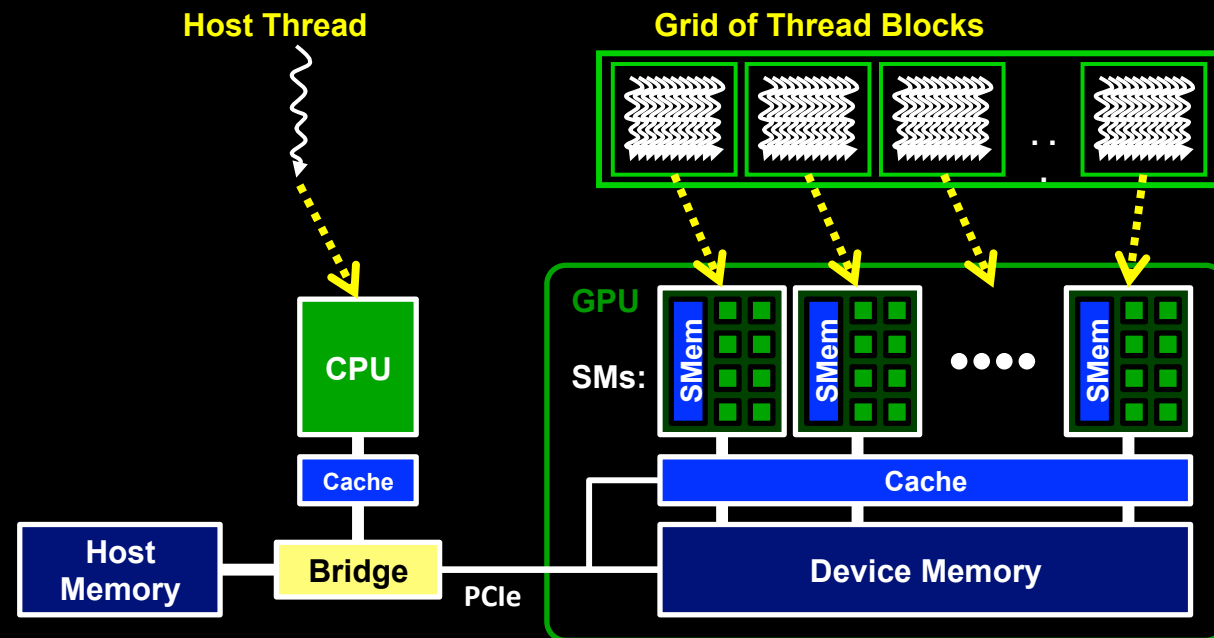 Host Thread
Grid of Thread Blocks
. .
.
GPU
SMs:
SMem
SMem
SMem
CPU
Cache
Cache
Host
Memory
Bridge
PCIe
Device Memory